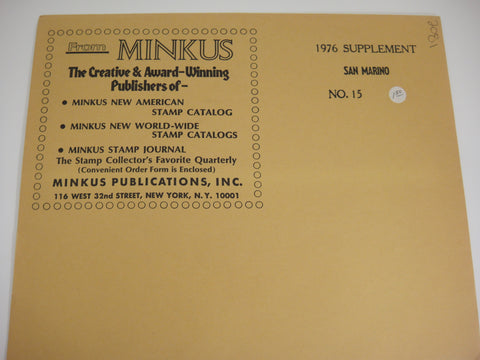 From MINKUS
The Creative & Award-Winning
Publishers of-
● MINKUS NEW AMERICAN
STAMP CATALOG
● MINKUS NEW WORLD-WIDE
STAMP CATALOGS
● MINKUS STAMP JOURNAL
The Stamp Collector's Favorite Quarterly
(Convenient Order Form is Enclosed)
MINKUS PUBLICATIONS, INC.
116 WEST 32nd STREET, NEW YORK, N.Y. 10001
1976 SUPPLEMENT
SAN MARINO
NO. 15